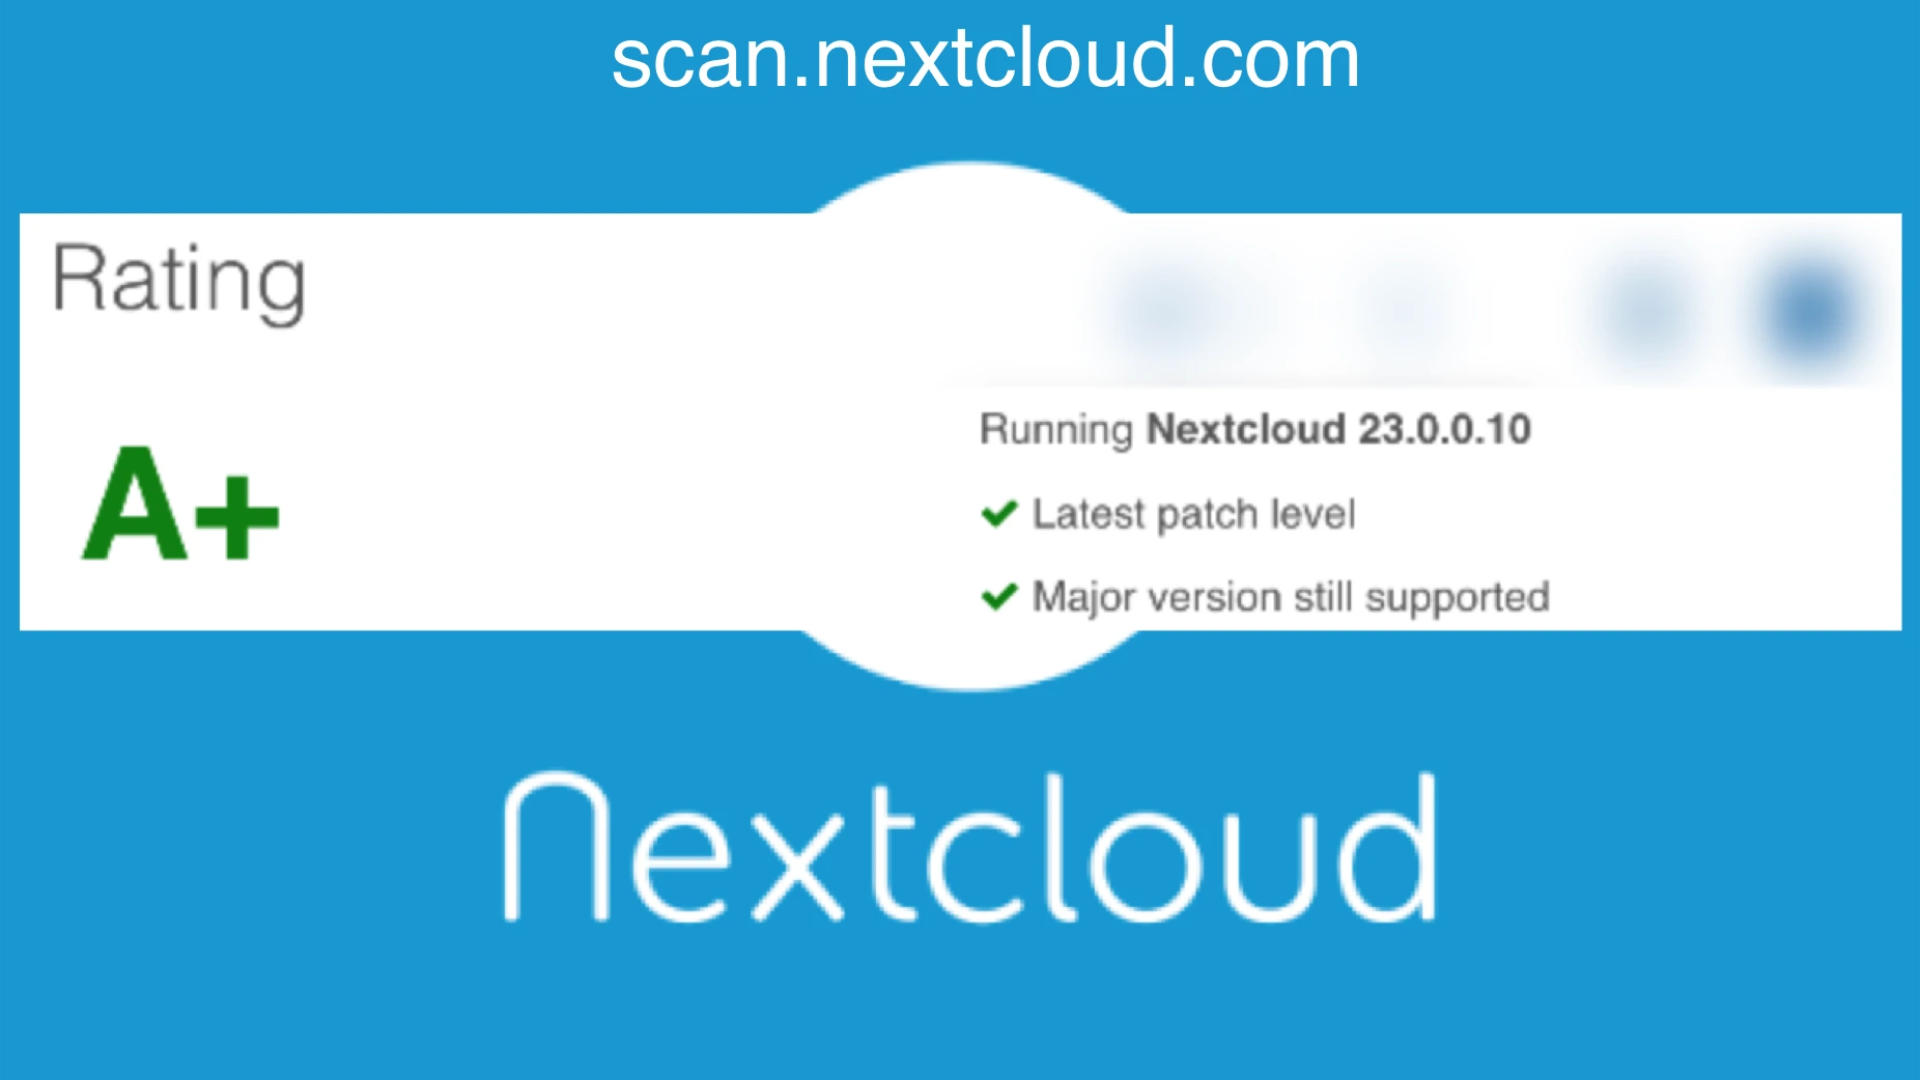 scan.nextcloud.com
Rating
A+
Running Nextcloud 23.0.0.10
Latest patch level
Major version still supported
Nextcloud